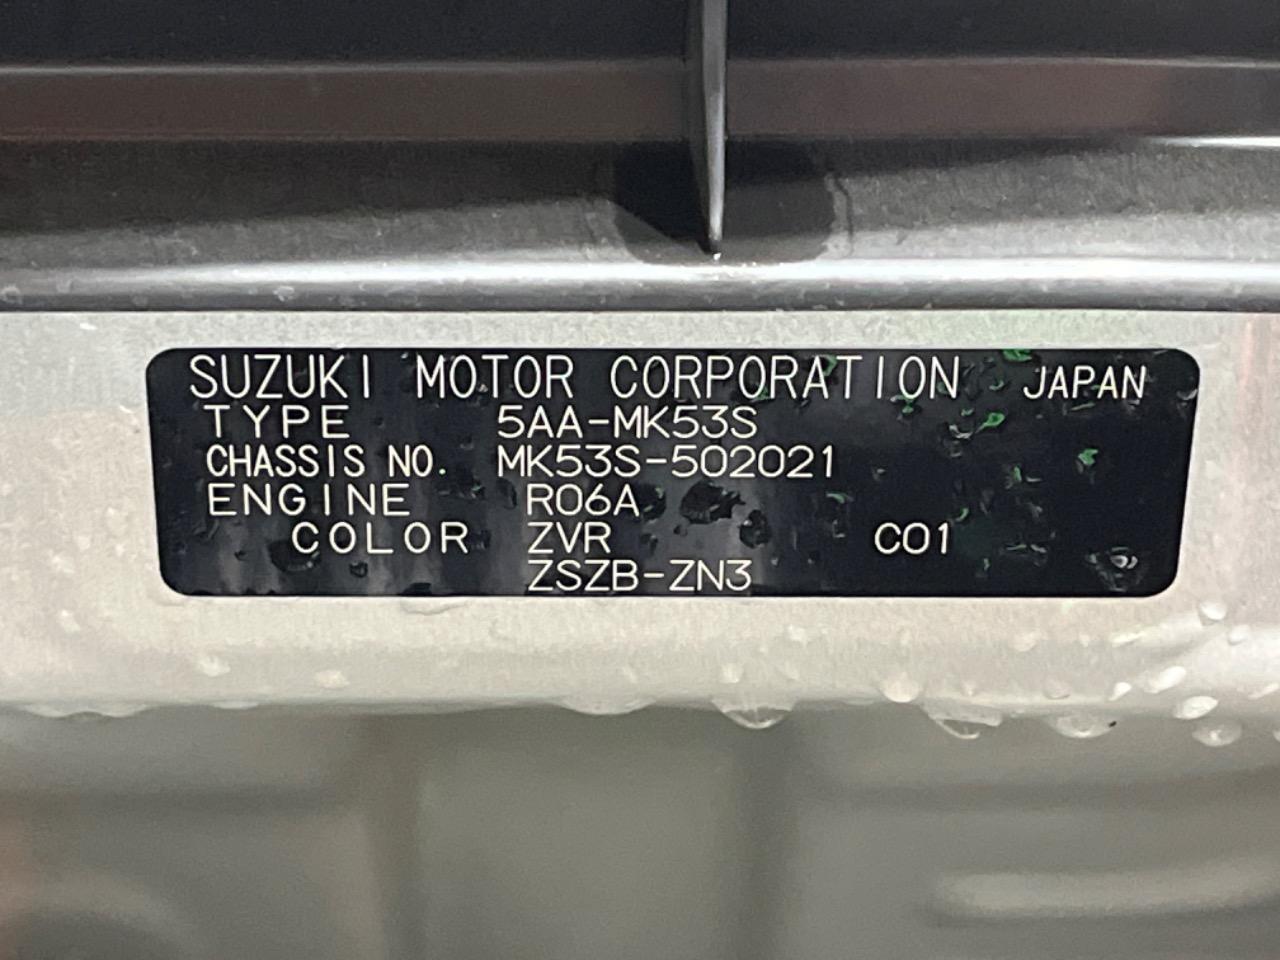 SUZUKI MOTOR CORPORATION JAPAN
TYPE 5AA-MK53S
CHASSIS NO. MK53S-502021
ENGINE R06A
COLOR ZVR C01
ZSZB-ZN3